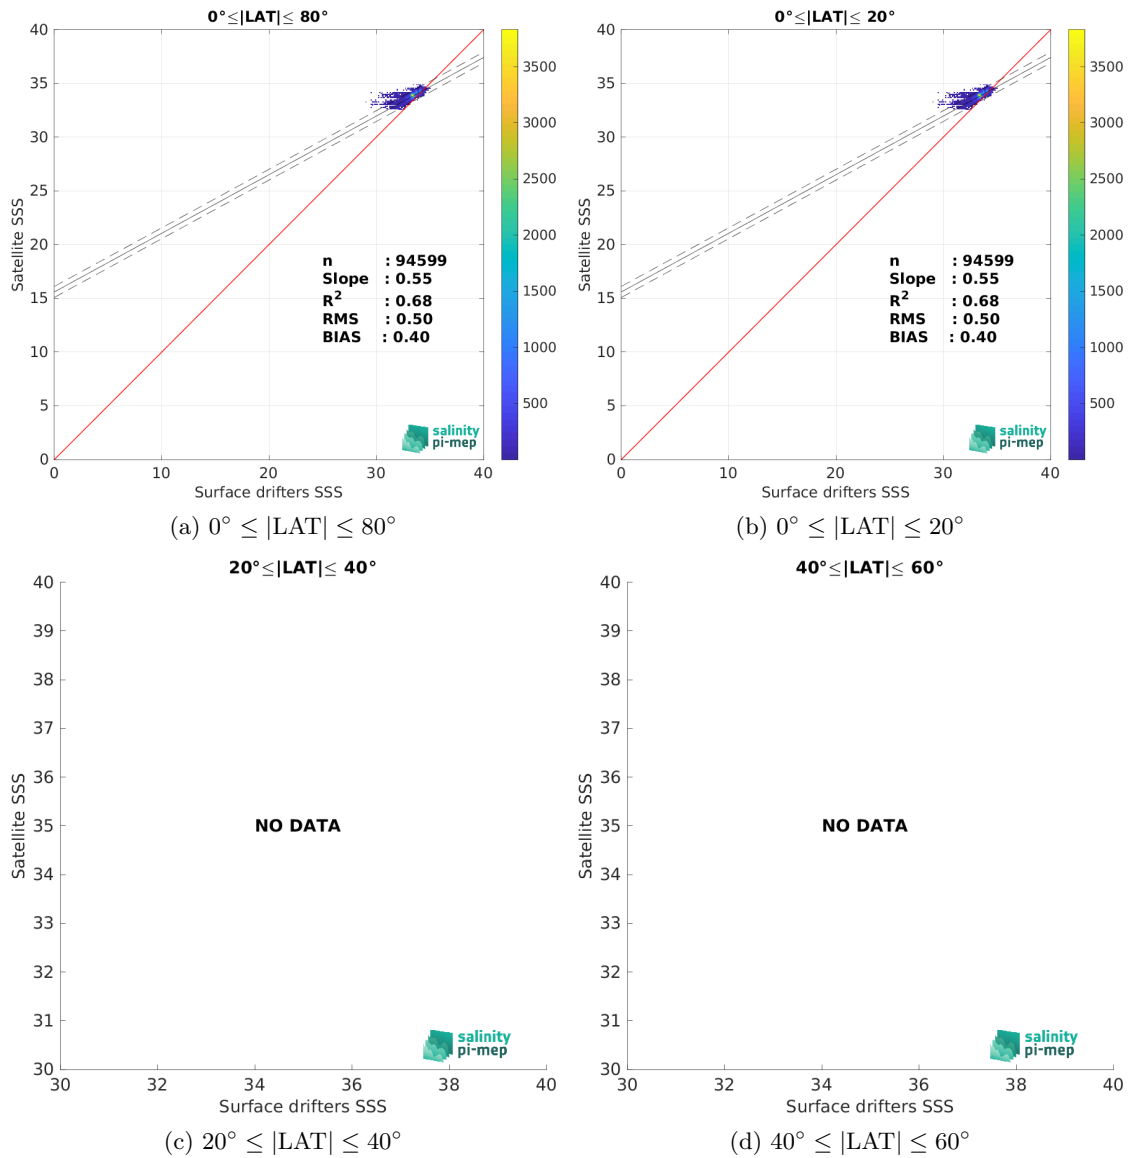 0°≤|LAT|≤ 80°
40
35
30
25
20
15
10
5
0
Satellite SSS
0
10
20
30
40
Surface drifters SSS
n : 94599
Slope : 0.55
R² : 0.68
RMS : 0.50
BIAS : 0.40
salinity
pi-mep
3500
3000
2500
2000
1500
1000
500
(a) 0° ≤ |LAT| ≤ 80°
0°≤|LAT|≤ 20°
40
35
30
25
20
15
10
5
0
Satellite SSS
0
10
20
30
40
Surface drifters SSS
n : 94599
Slope : 0.55
R² : 0.68
RMS : 0.50
BIAS : 0.40
salinity
pi-mep
3500
3000
2500
2000
1500
1000
500
(b) 0° ≤ |LAT| ≤ 20°
20°≤|LAT|≤ 40°
40
39
38
37
36
35
34
33
32
31
30
Satellite SSS
NO DATA
salinity
pi-mep
30
32
34
36
38
40
Surface drifters SSS
(c) 20° ≤ |LAT| ≤ 40°
40°≤|LAT|≤ 60°
40
39
38
37
36
35
34
33
32
31
30
Satellite SSS
NO DATA
salinity
pi-mep
30
32
34
36
38
40
Surface drifters SSS
(d) 40° ≤ |LAT| ≤ 60°